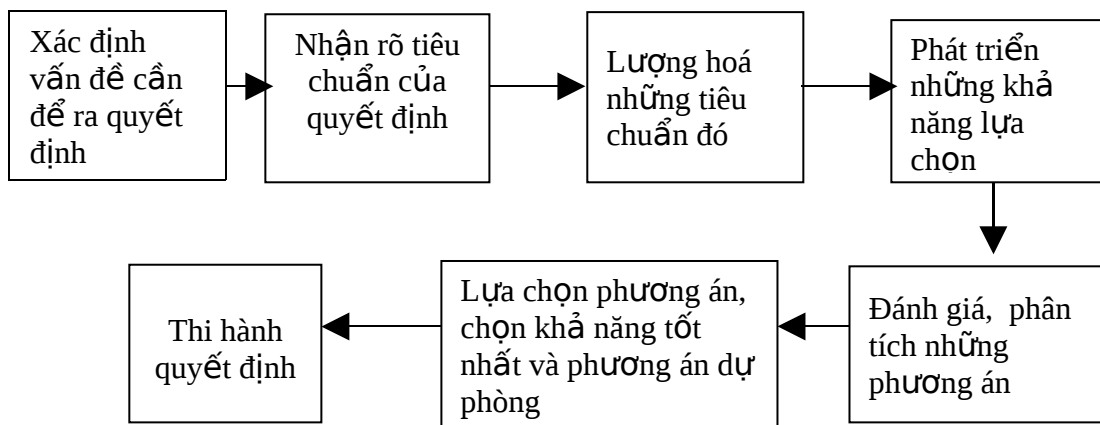 Xác định
vấn đề cần
để ra quyết
định
Nhận rõ tiêu
chuẩn của
quyết định
Lượng hoá
những tiêu
chuẩn đó
Phát triển
những khả
năng lựa
chọn
Đánh giá, phân
tích những
phương án
Lựa chọn phương án,
chọn khả năng tốt
nhất và phương án dự
phòng
Thi hành
quyết định